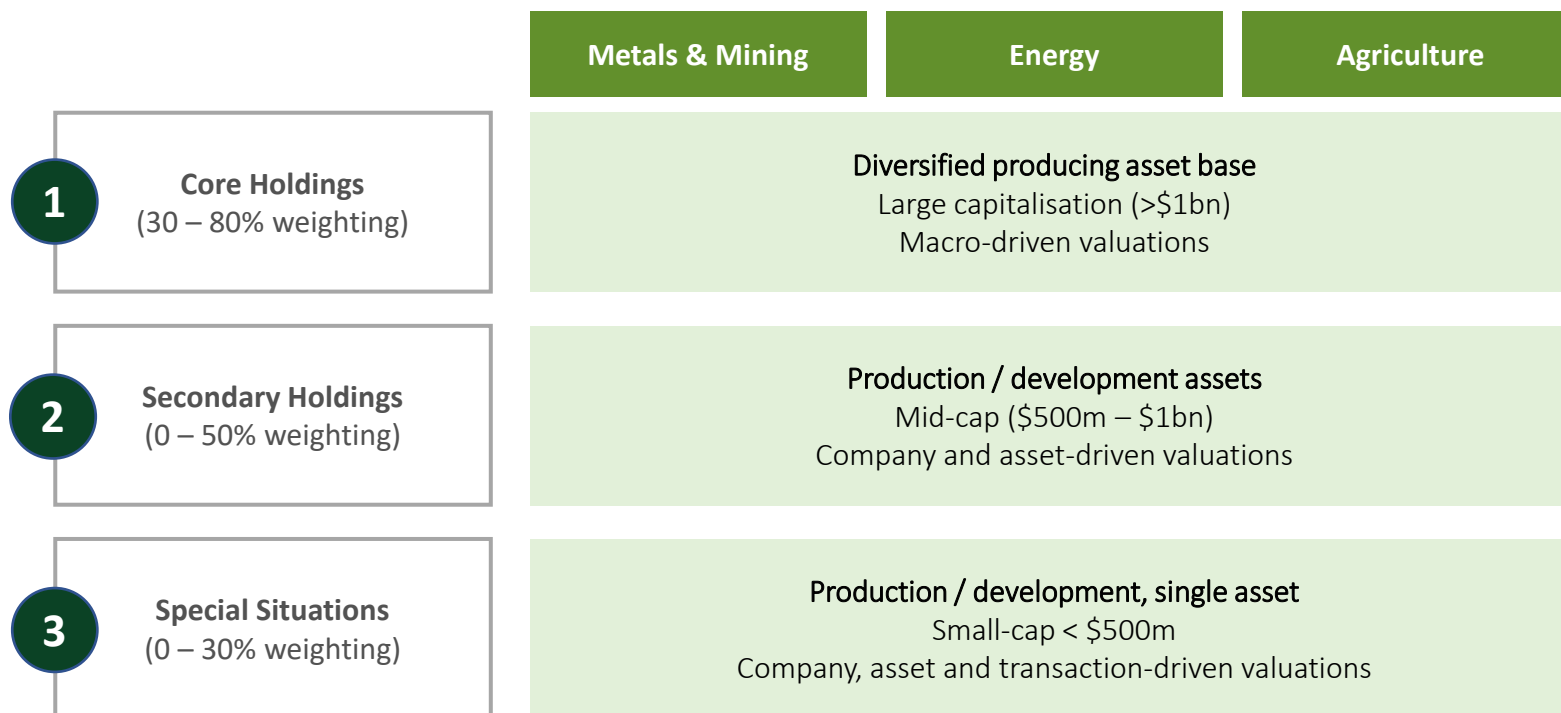 Metals & Mining
Energy
Agriculture
1
Core Holdings
(30 – 80% weighting)
Diversified producing asset base
Large capitalisation (>$1bn)
Macro-driven valuations
2
Secondary Holdings
(0 – 50% weighting)
Production / development assets
Mid-cap ($500m – $1bn)
Company and asset-driven valuations
3
Special Situations
(0 – 30% weighting)
Production / development, single asset
Small-cap < $500m
Company, asset and transaction-driven valuations